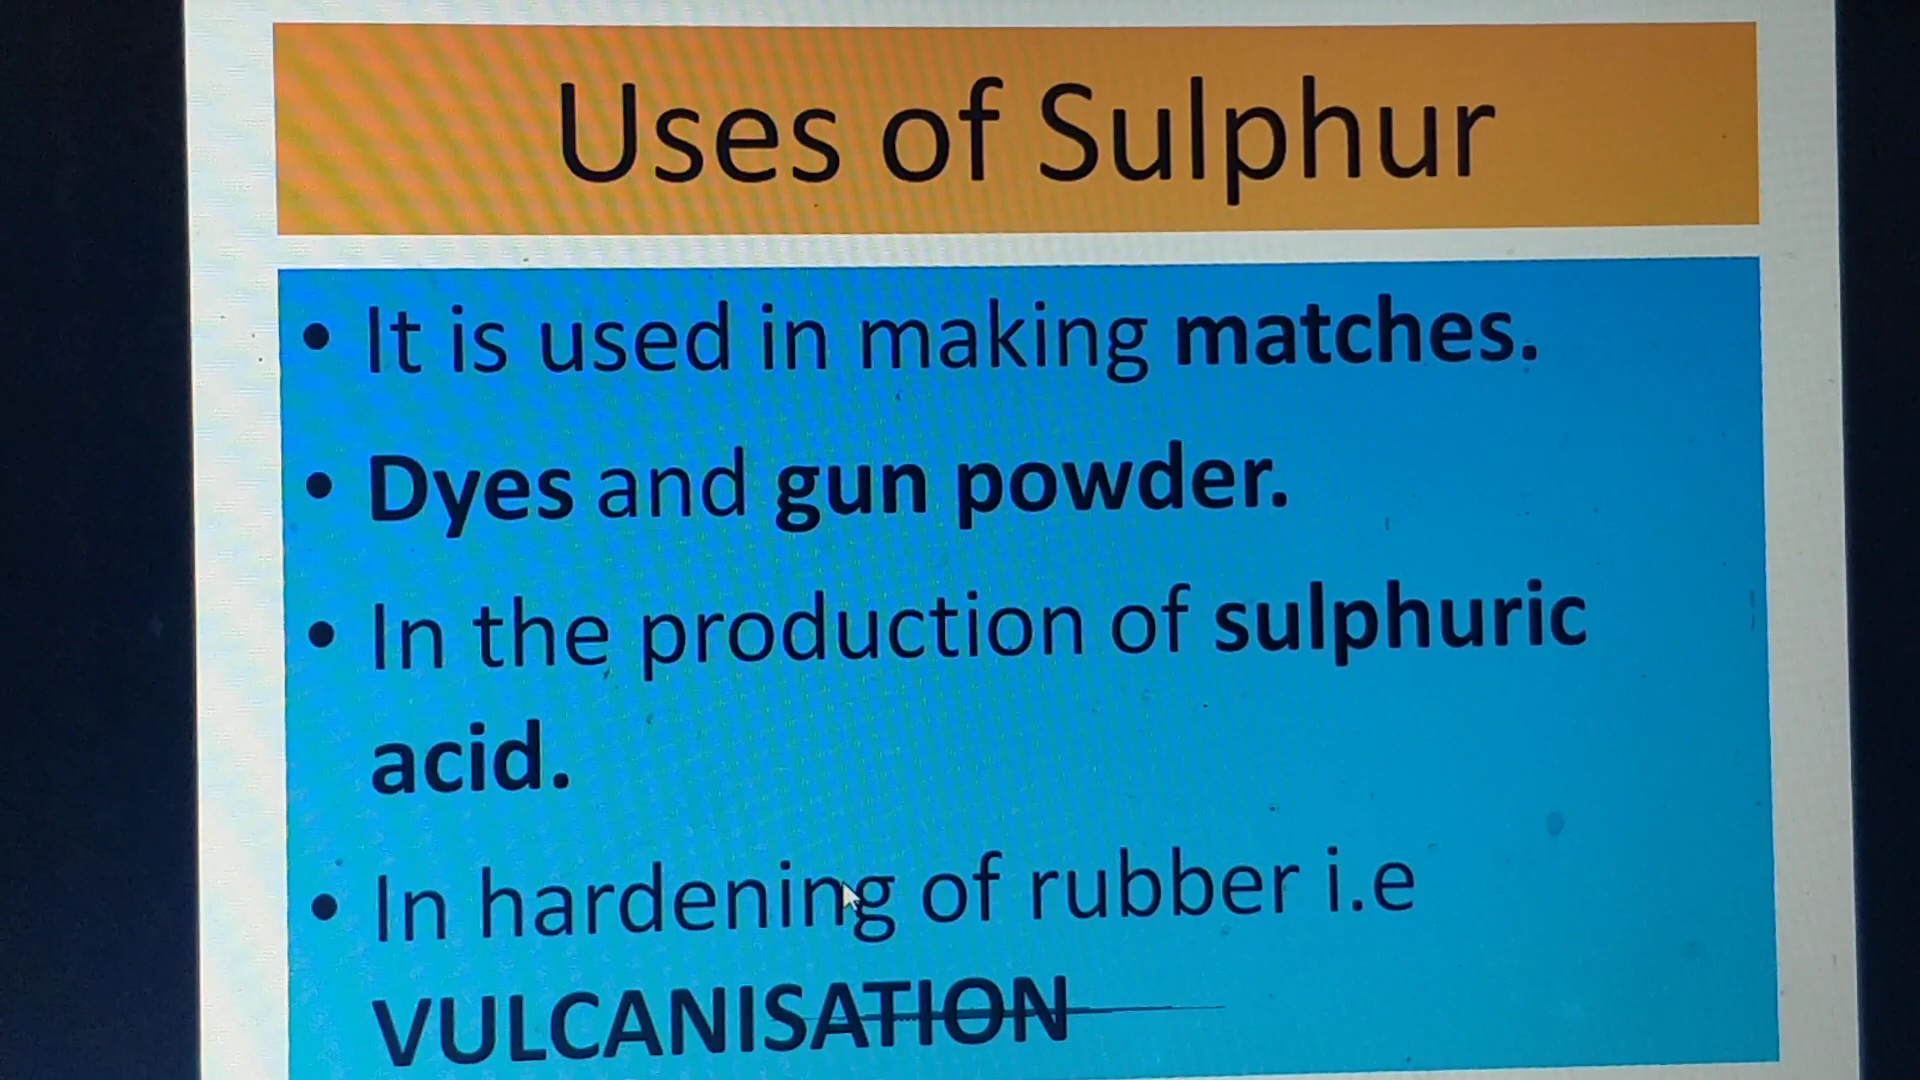 Uses of Sulphur
• It is used in making matches.
• Dyes and gun powder.
• In the production of sulphuric
acid.
• In hardening of rubber i.e
VULCANISATION